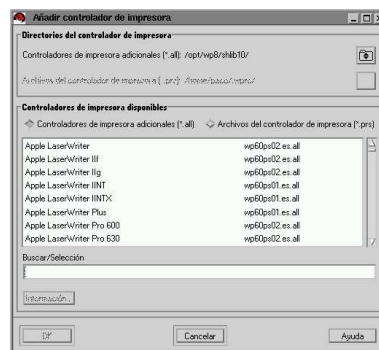 Añadir controlador de impresora
Directorios del controlador de impresora
Controladores de impresora adicionales (*.all): /opt/wp8/shlib10/
Archivos del controlador de impresora (*.prs): /home/paco/.wprc/
Controladores de impresora disponibles
Controladores de impresora adicionales (*.all) Archivos del controlador de impresora (*.prs)
Apple LaserWriter wp60ps02.es.all
Apple LaserWriter IIf wp60ps02.es.all
Apple LaserWriter IIg wp60ps02.es.all
Apple LaserWriter IINT wp60ps01.es.all
Apple LaserWriter IINTX wp60ps01.es.all
Apple LaserWriter Plus wp60ps01.es.all
Apple LaserWriter Pro 600 wp60ps02.es.all
Apple LaserWriter Pro 630 wp60ps02.es.all
Buscar/Selección
Información...
Cancelar Ayuda